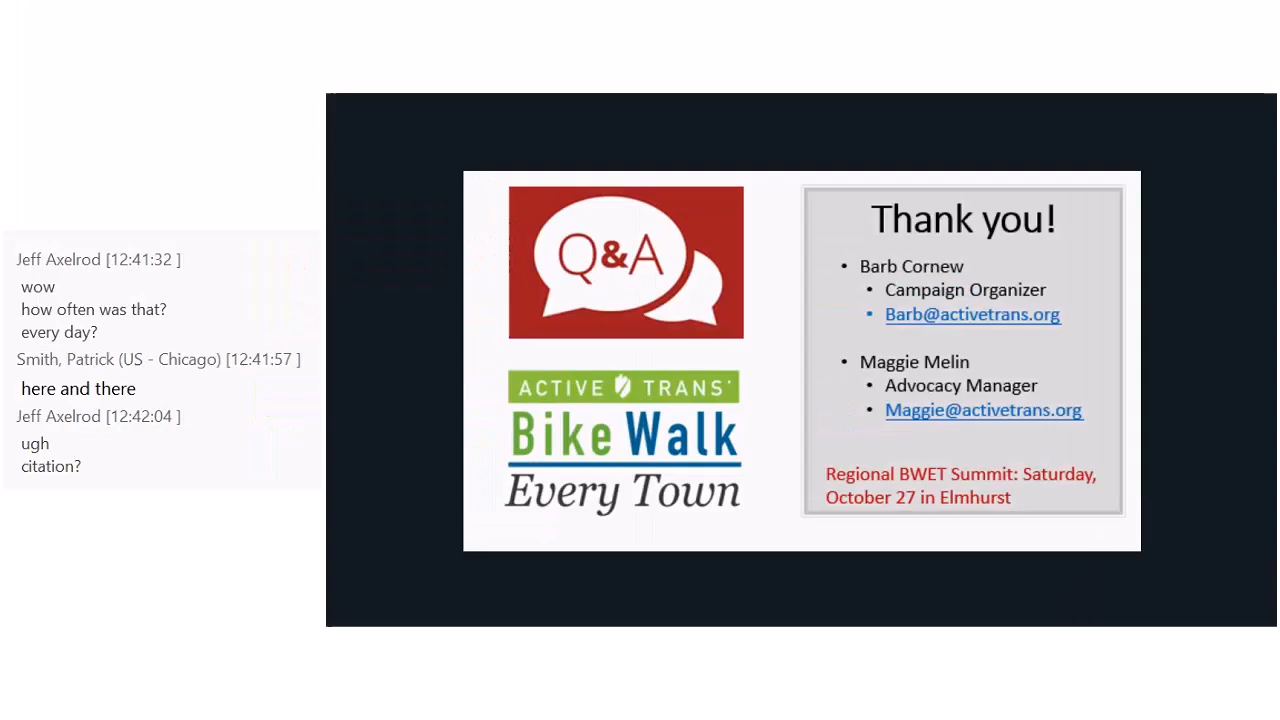 Jeff Axelrod [12:41:32 ]
wow
how often was that?
every day?
Smith, Patrick (US - Chicago) [12:41:57 ]
here and there
Jeff Axelrod [12:42:04 ]
ugh
citation?
Q&A
ACTIVE TRANS
Bike Walk
Every Town
Thank you!
• Barb Cornew
• Campaign Organizer
• Barb@activetrans.org
• Maggie Melin
• Advocacy Manager
• Maggie@activetrans.org
Regional BWET Summit: Saturday,
October 27 in Elmhurst